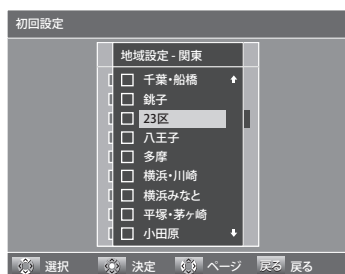 初回設定
地域設定 - 関東
千葉・船橋
銚子
23区
八王子
多摩
横浜・川崎
横浜みなと
平塚・茅ヶ崎
小田原
選択 決定 ページ 戻る 戻る